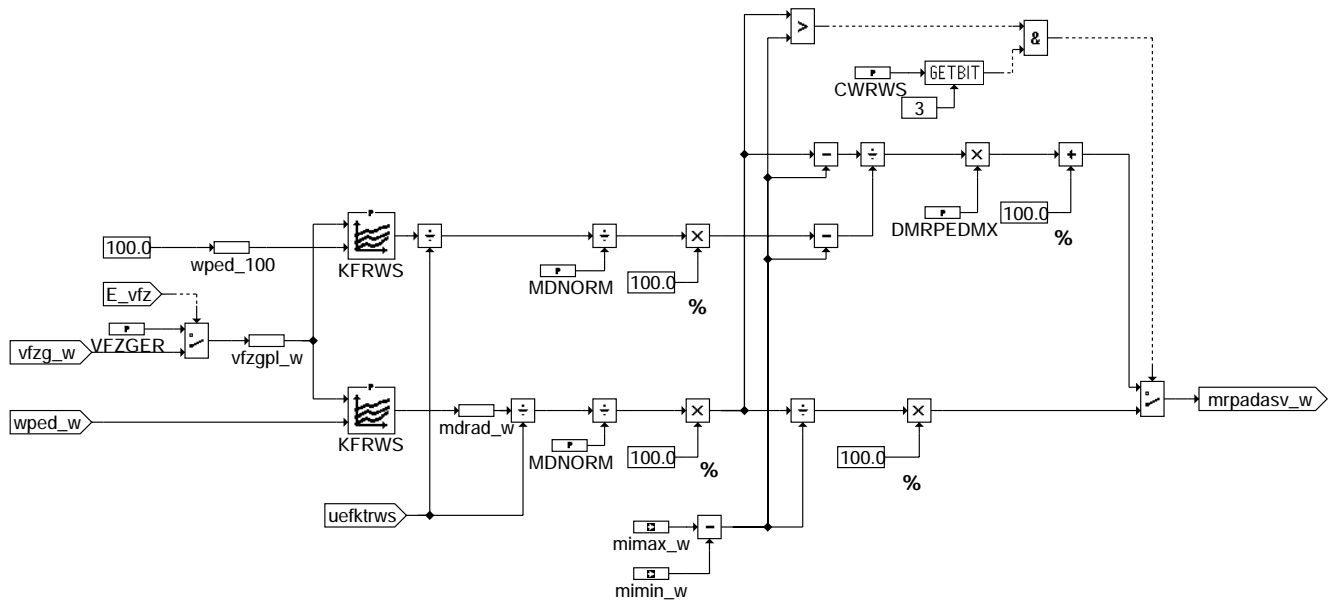 >
&
P
GETBIT
CWRWS
3
-
÷
×
+
P
DMRPEDMX
100.0
%
P
100.0
wped_100
KFRWS
÷
÷
×
-
P
MDNORM
100.0
%
E_vfz
P
VFZGER
vfzg_w
vfzgpl_w
P
wped_w
KFRWS
mdrad_w
÷
÷
×
÷
×
mrpadasv_w
P
MDNORM
100.0
%
100.0
%
uefktrws
mimax_w
-
mimin_w